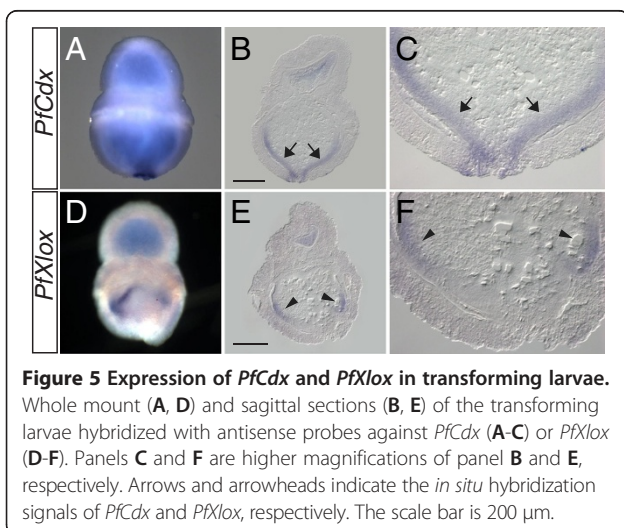 PfCdx
A
B
C
PfXlox
D
E
F
Figure 5 Expression of PfCdx and PfXlox in transforming larvae.
Whole mount (A, D) and sagittal sections (B, E) of the transforming
larvae hybridized with antisense probes against PfCdx (A-C) or PfXlox
(D-F). Panels C and F are higher magnifications of panel B and E,
respectively. Arrows and arrowheads indicate the in situ hybridization
signals of PfCdx and PfXlox, respectively. The scale bar is 200 μm.